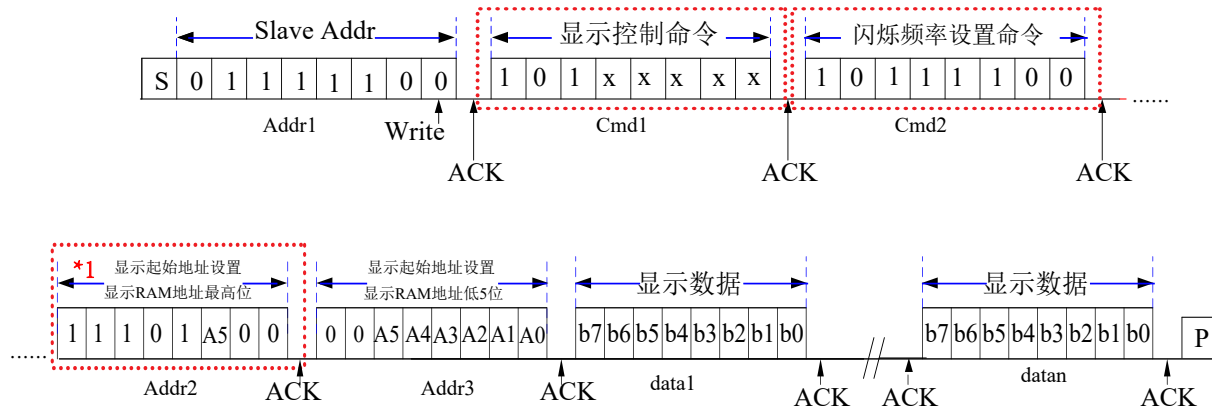 Slave Addr
显示控制命令
闪烁频率设置命令
S 0 1 1 1 1 1 0 0
1 0 1 x x x x x
1 0 1 1 1 1 0 0
......
Addr1
Write
Cmd1
Cmd2
ACK
ACK
ACK
*1 显示起始地址设置
显示RAM地址最高位
显示起始地址设置
显示RAM地址低5位
显示数据
显示数据
1 1 1 0 1 A5 0 0
0 0 A5 A4 A3 A2 A1 A0
b7 b6 b5 b4 b3 b2 b1 b0
b7 b6 b5 b4 b3 b2 b1 b0
P
......
Addr2
ACK
Addr3
ACK
data1
ACK
//
ACK
datan
ACK